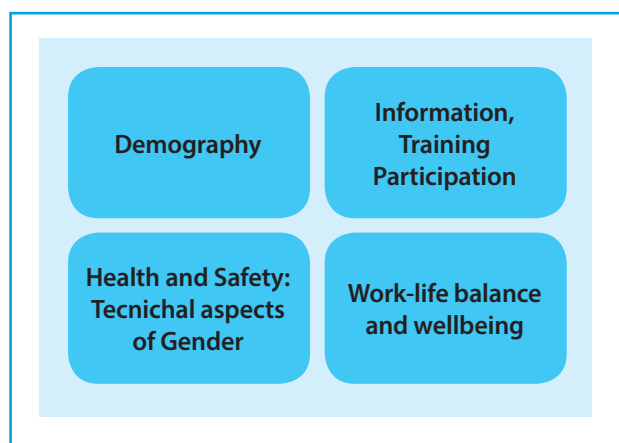 Demography
Information,
Training
Participation
Health and Safety:
Tecnichal aspects
of Gender
Work-life balance
and wellbeing